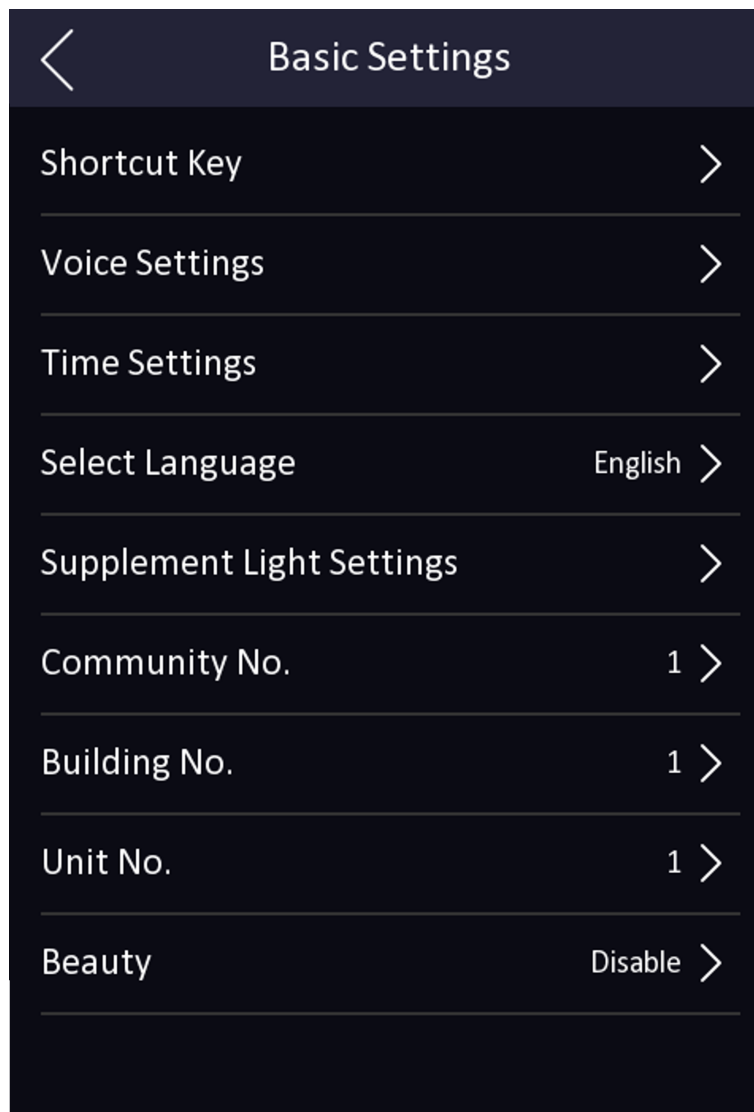 Basic Settings
Shortcut Key
Voice Settings
Time Settings
Select Language English
Supplement Light Settings
Community No. 1
Building No. 1
Unit No. 1
Beauty Disable